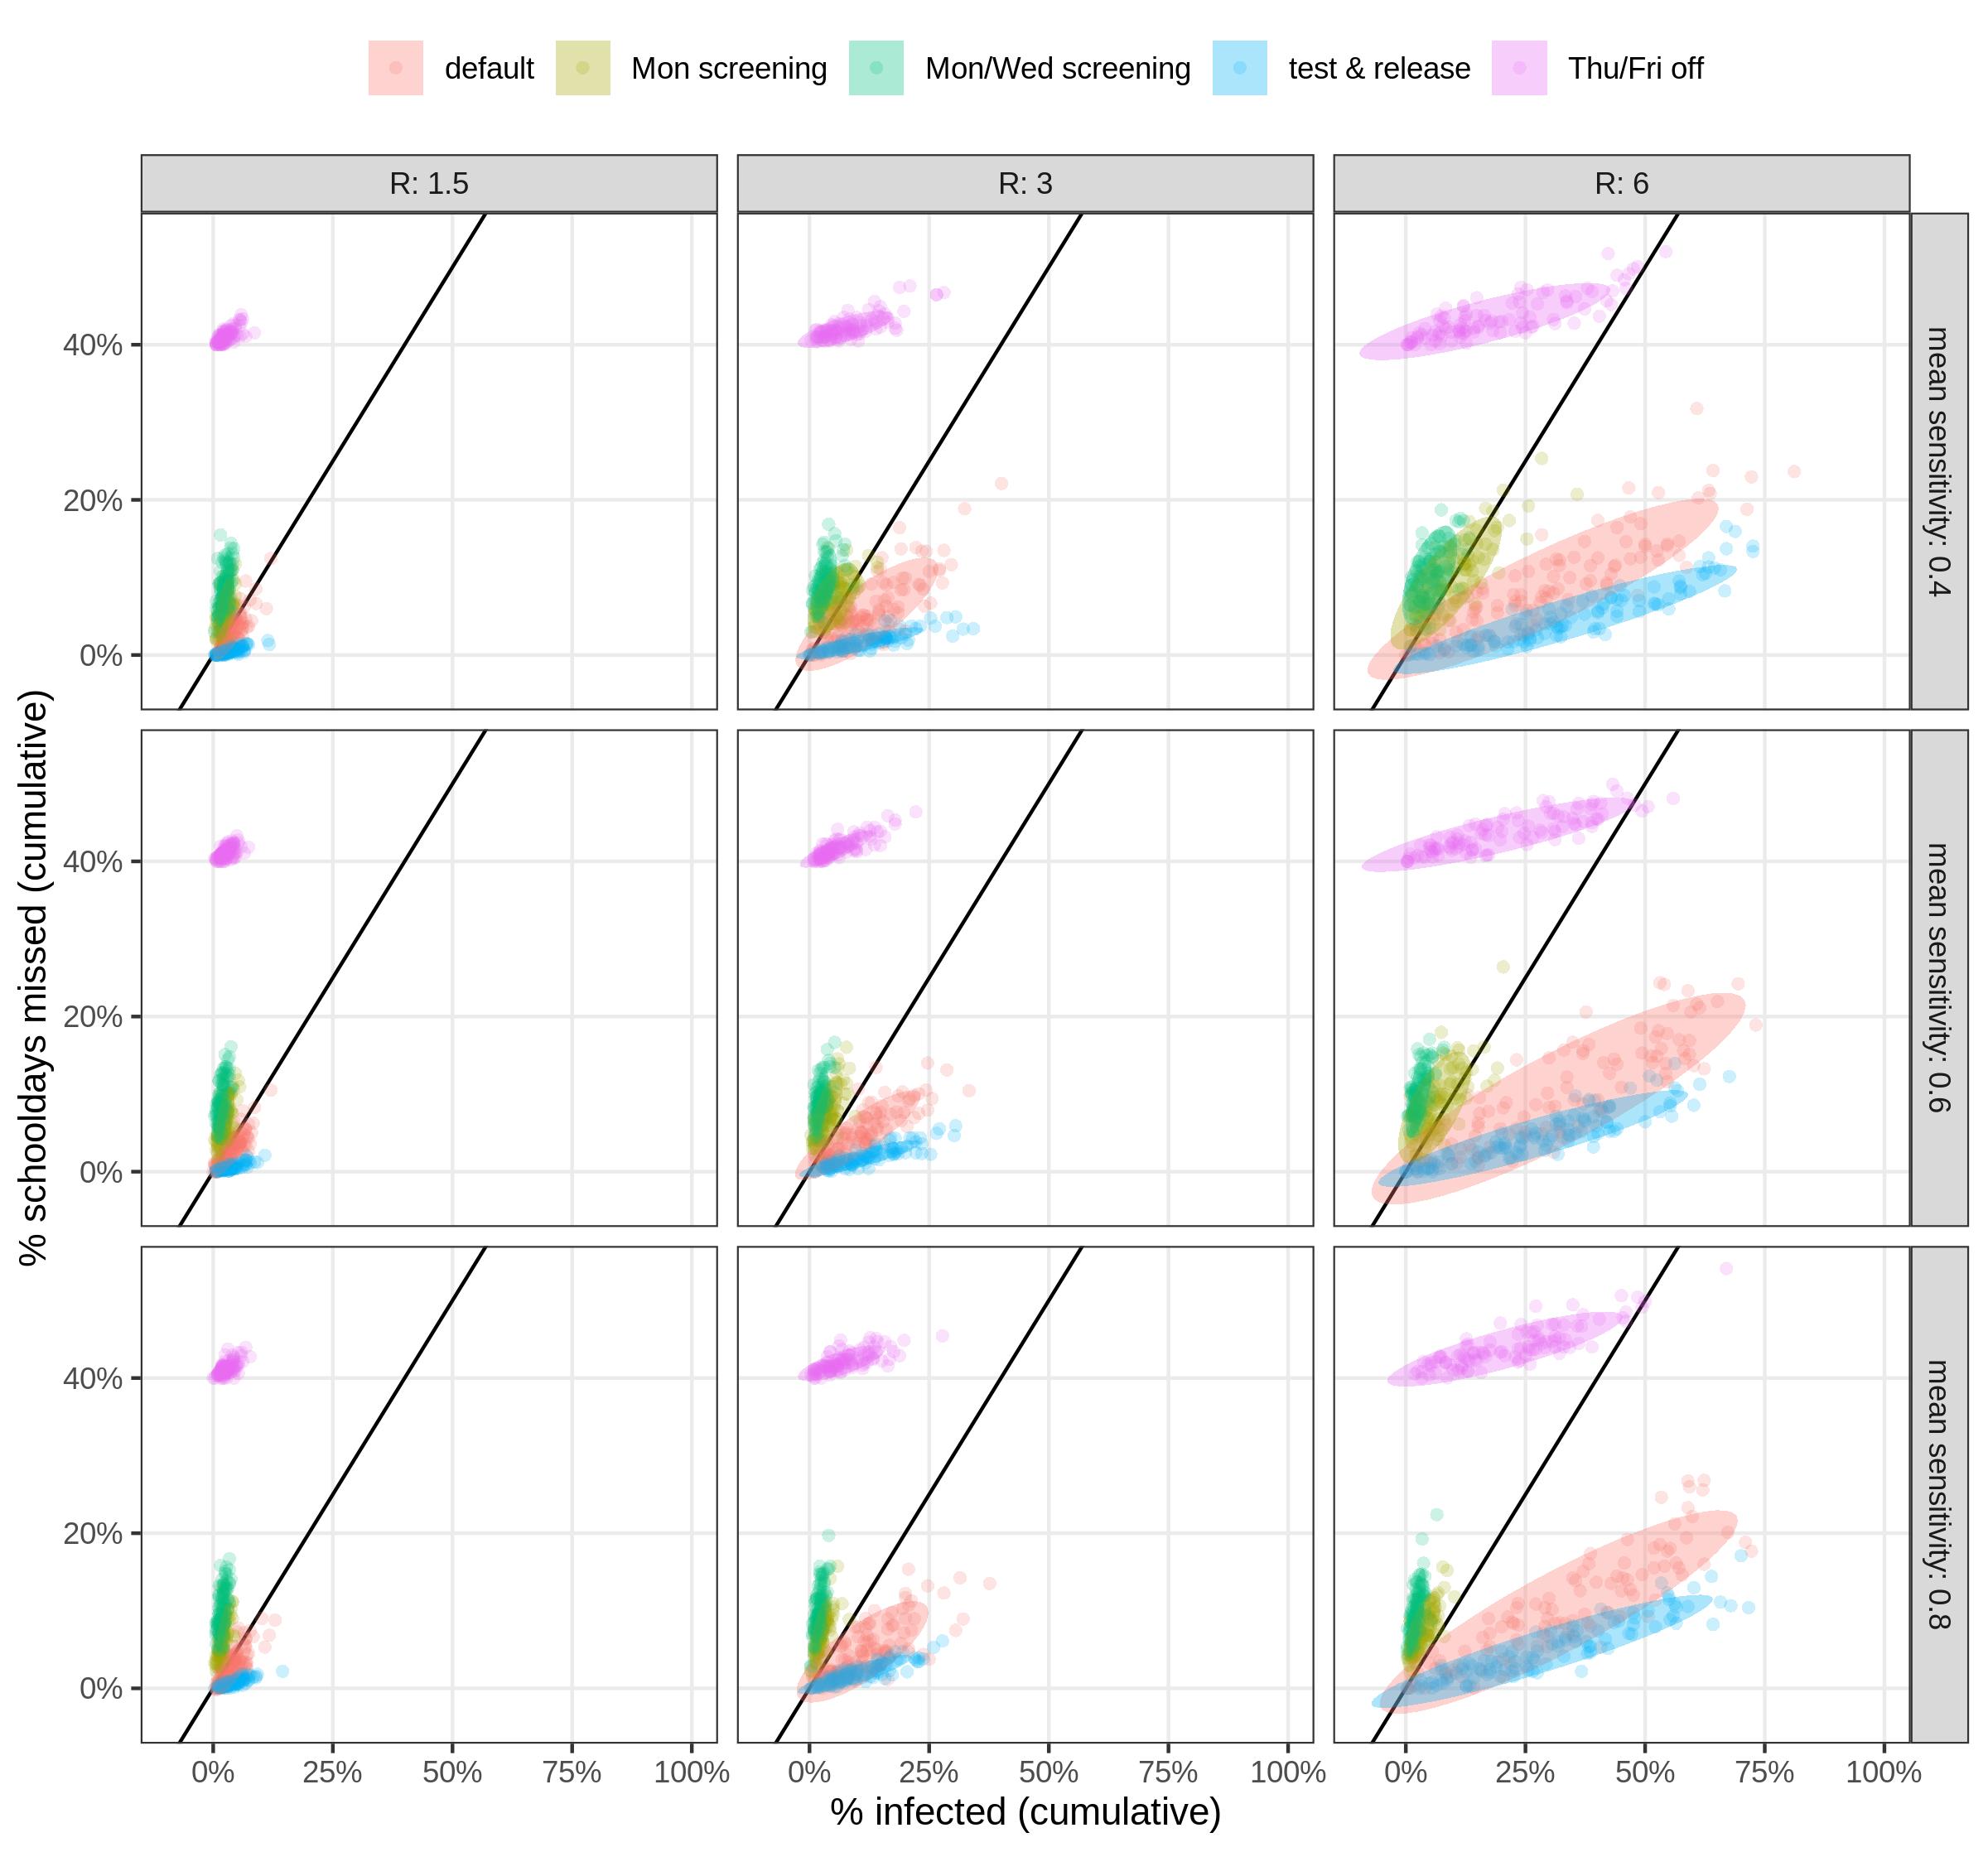 default Mon screening Mon/Wed screening test & release Thu/Fri off
R: 1.5 R: 3 R: 6
% schooldays missed (cumulative)
40%
20%
0%
mean sensitivity: 0.4
40%
20%
0%
mean sensitivity: 0.6
40%
20%
0%
mean sensitivity: 0.8
0% 25% 50% 75% 100% 0% 25% 50% 75% 100% 0% 25% 50% 75% 100%
% infected (cumulative)